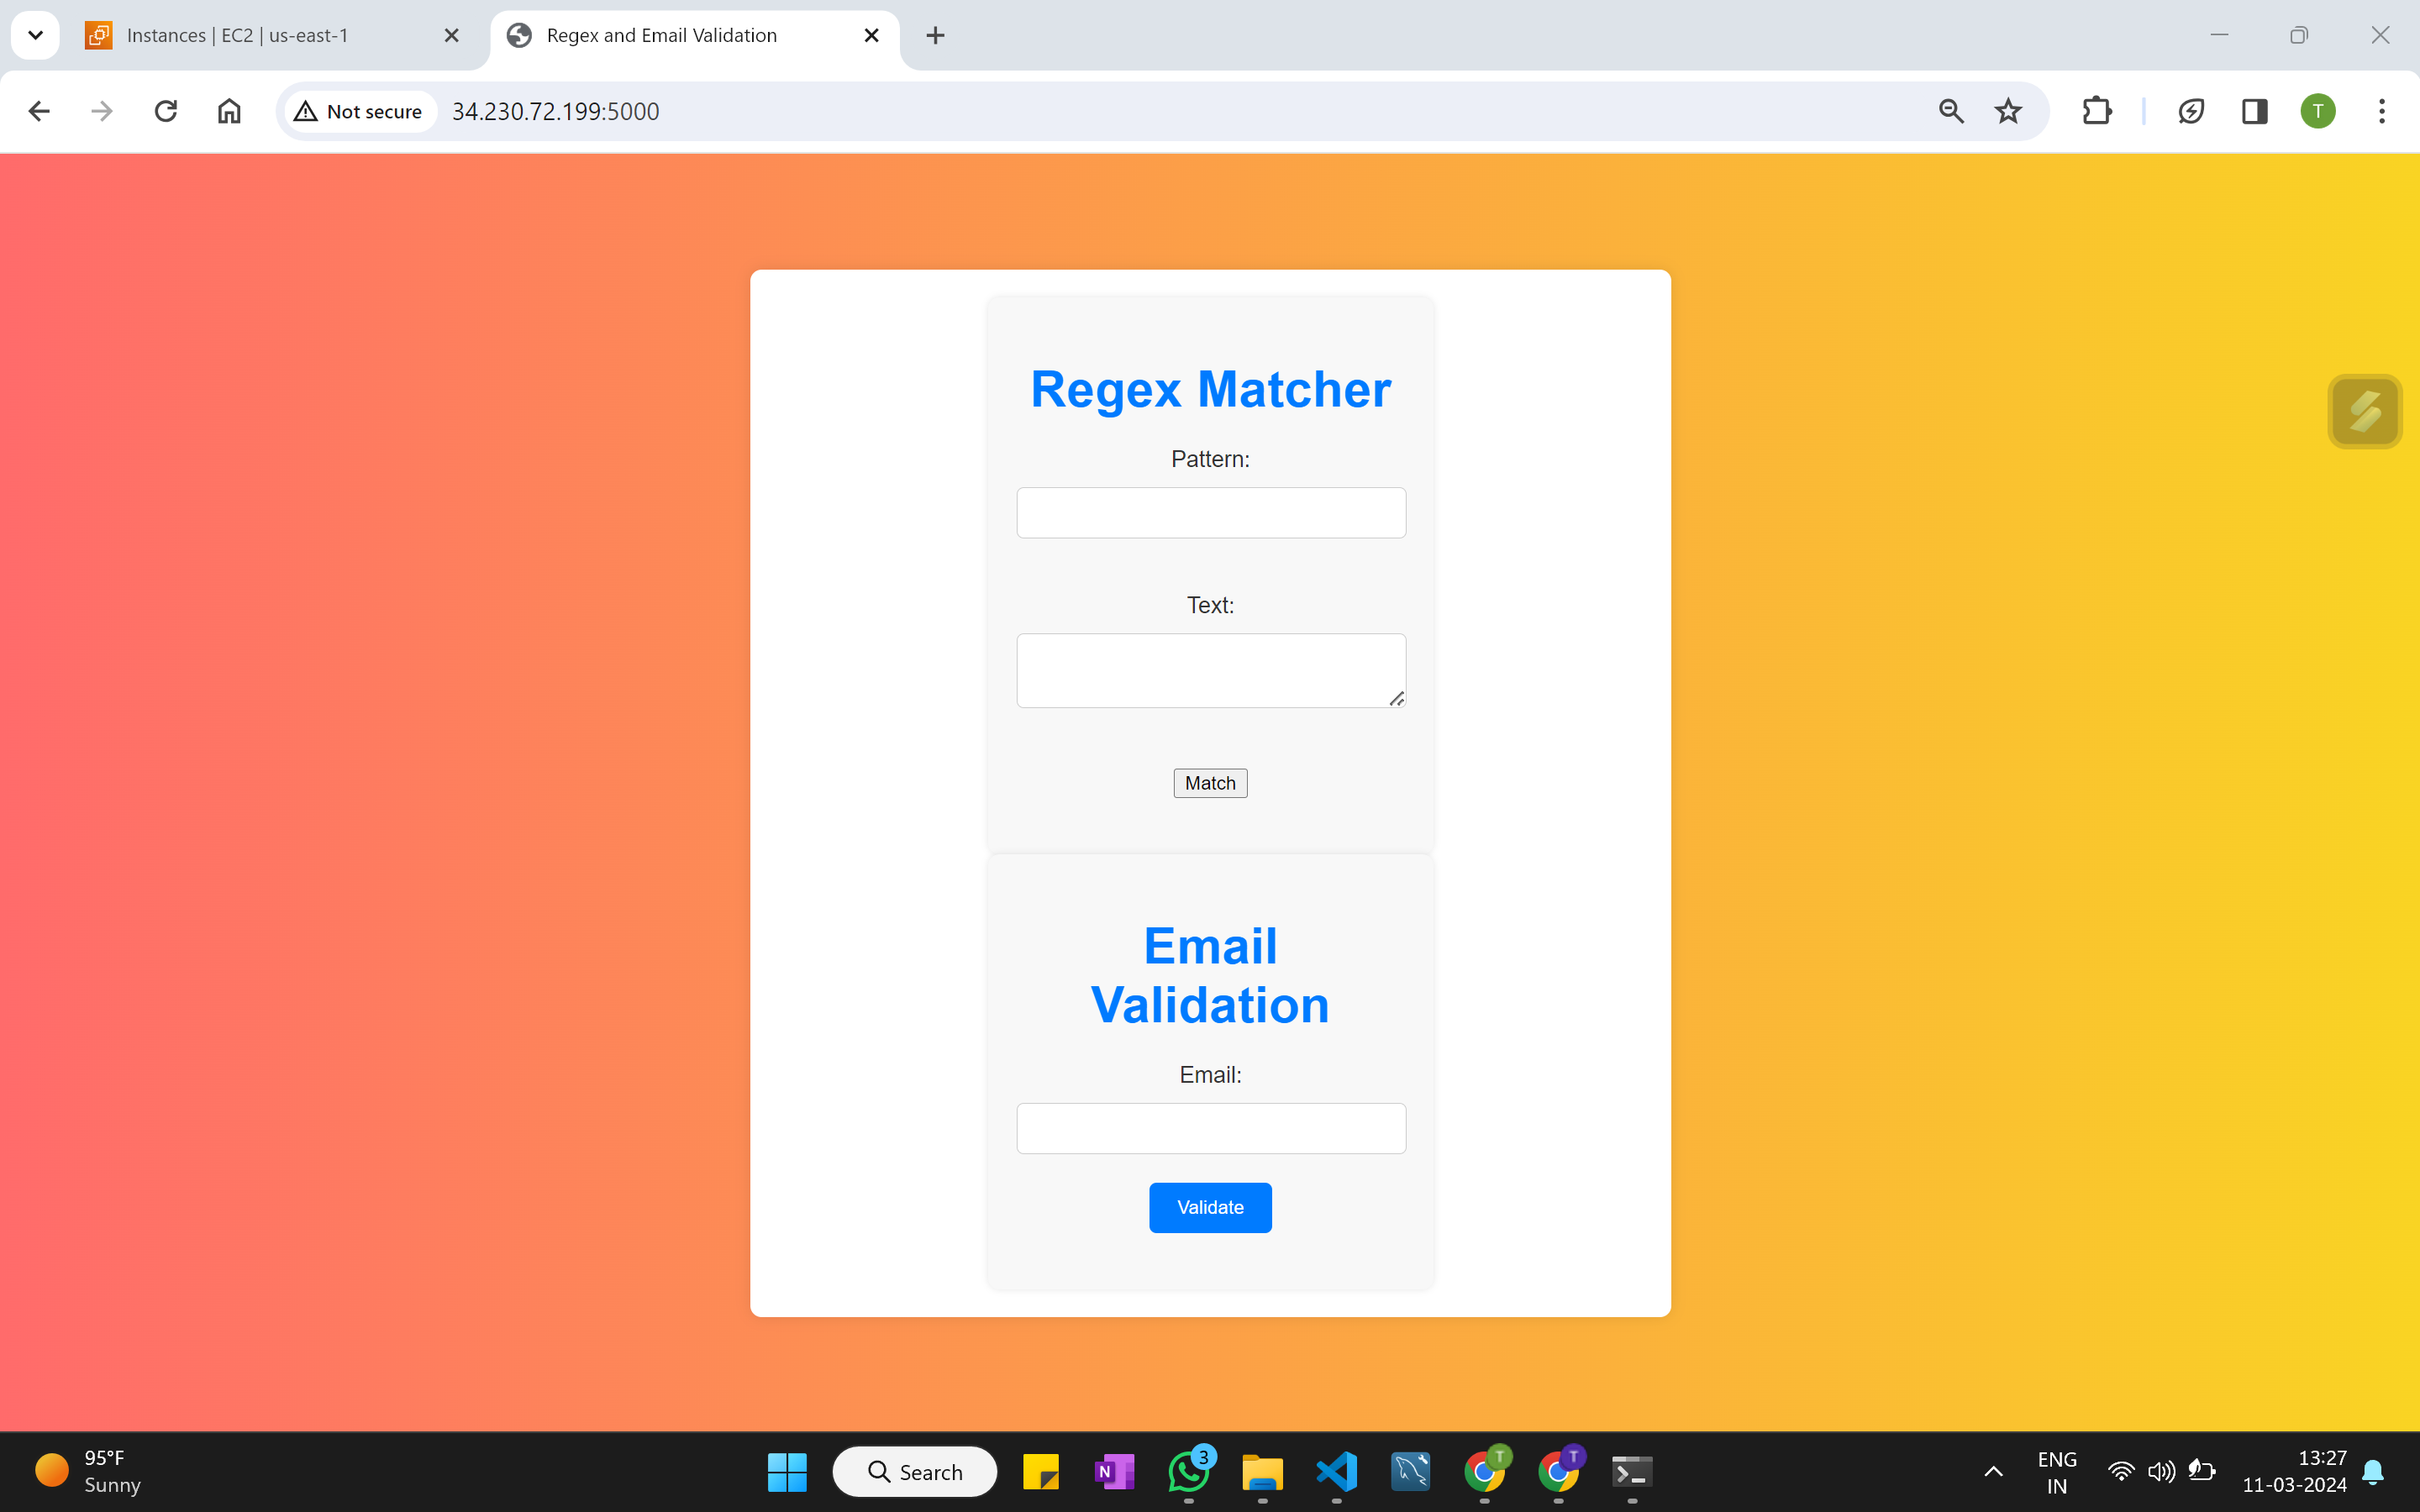 Instances | EC2 | us-east-1
Regex and Email Validation
Not secure
34.230.72.199:5000
T
Regex Matcher
Pattern:
Text:
Match
Email
Validation
Email:
Validate
95°F
Sunny
Search
N
3
T
T
ENG
IN
13:27
11-03-2024